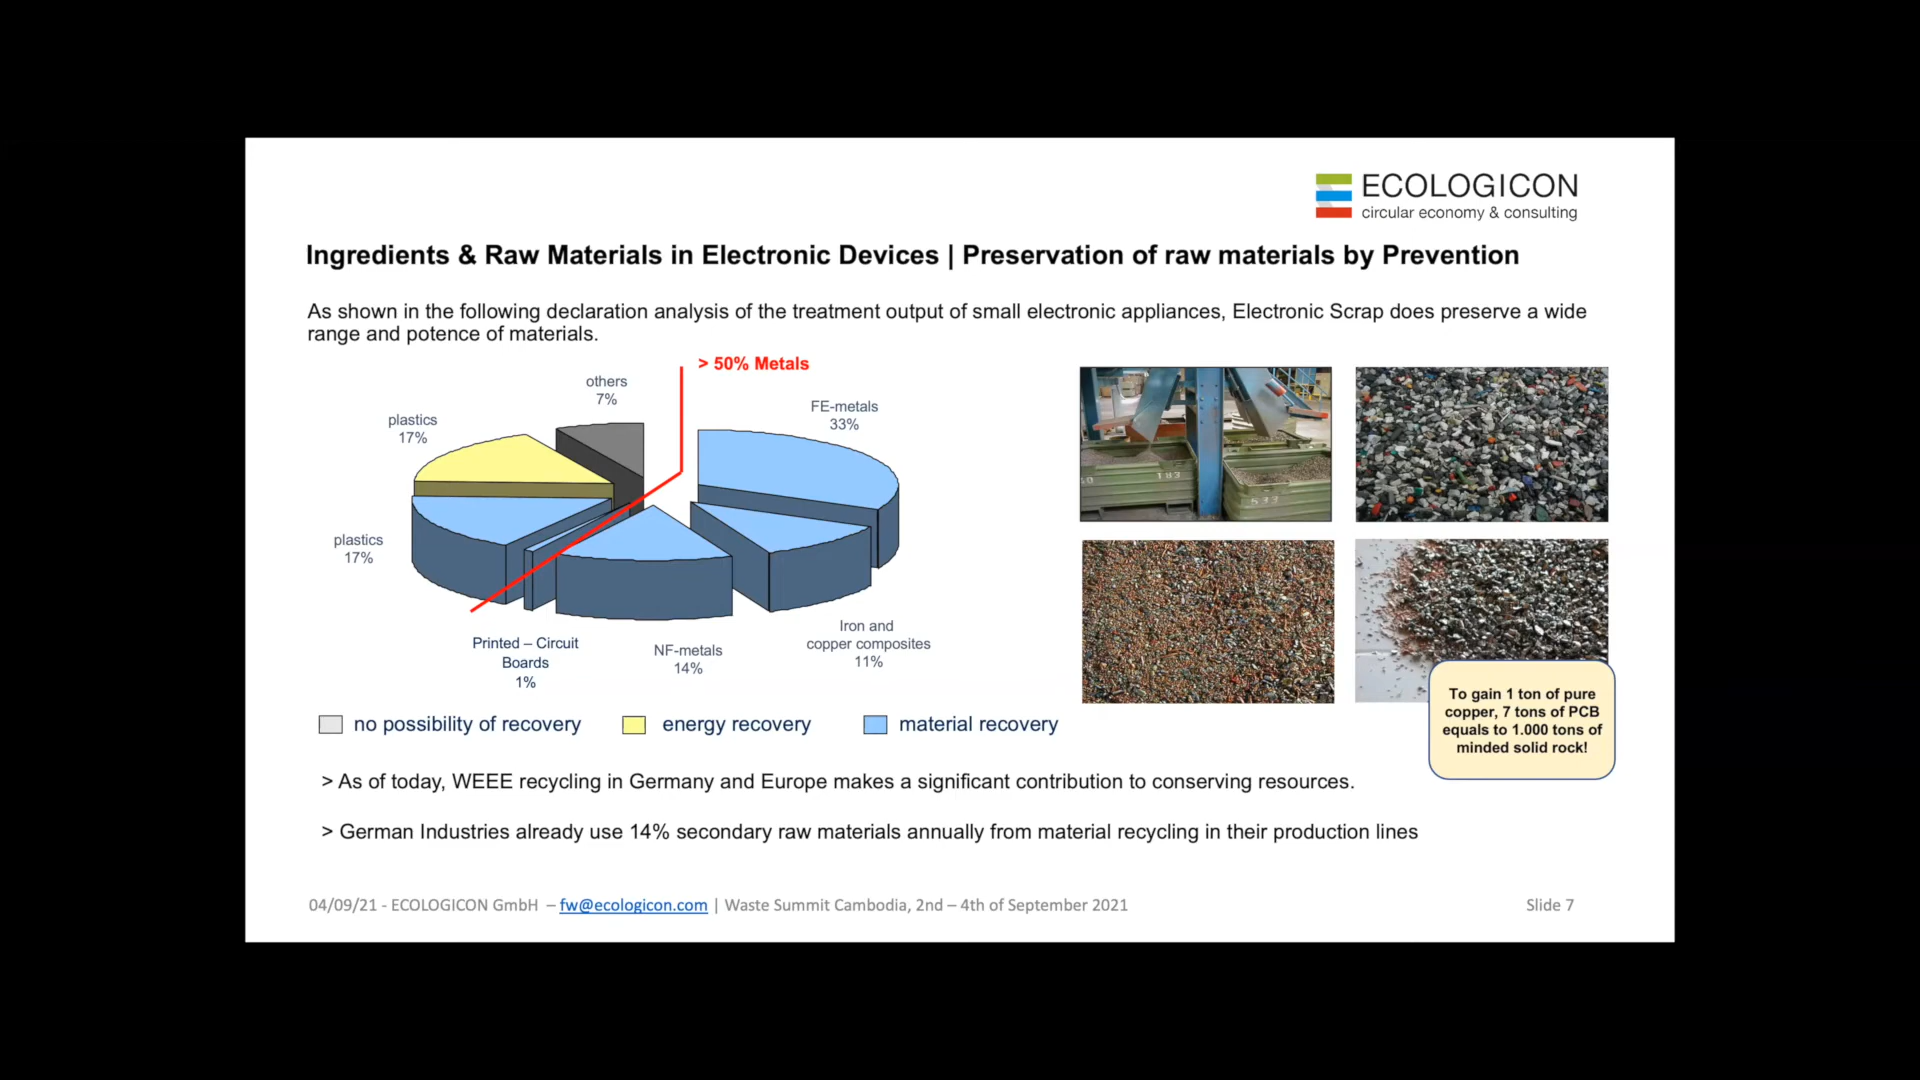 ECOLOGICON
circular economy & consulting
Ingredients & Raw Materials in Electronic Devices | Preservation of raw materials by Prevention
As shown in the following declaration analysis of the treatment output of small electronic appliances, Electronic Scrap does preserve a wide
range and potence of materials.
> 50% Metals
others
7%
FE-metals
33%
plastics
17%
plastics
17%
Printed – Circuit
Boards
1%
NF-metals
14%
Iron and
copper composites
11%
183
533
To gain 1 ton of pure
copper, 7 tons of PCB
equals to 1.000 tons of
minded solid rock!
no possibility of recovery
energy recovery
material recovery
> As of today, WEEE recycling in Germany and Europe makes a significant contribution to conserving resources.
> German Industries already use 14% secondary raw materials annually from material recycling in their production lines
04/09/21 - ECOLOGICON GmbH – fw@ecologicon.com | Waste Summit Cambodia, 2nd – 4th of September 2021
Slide 7